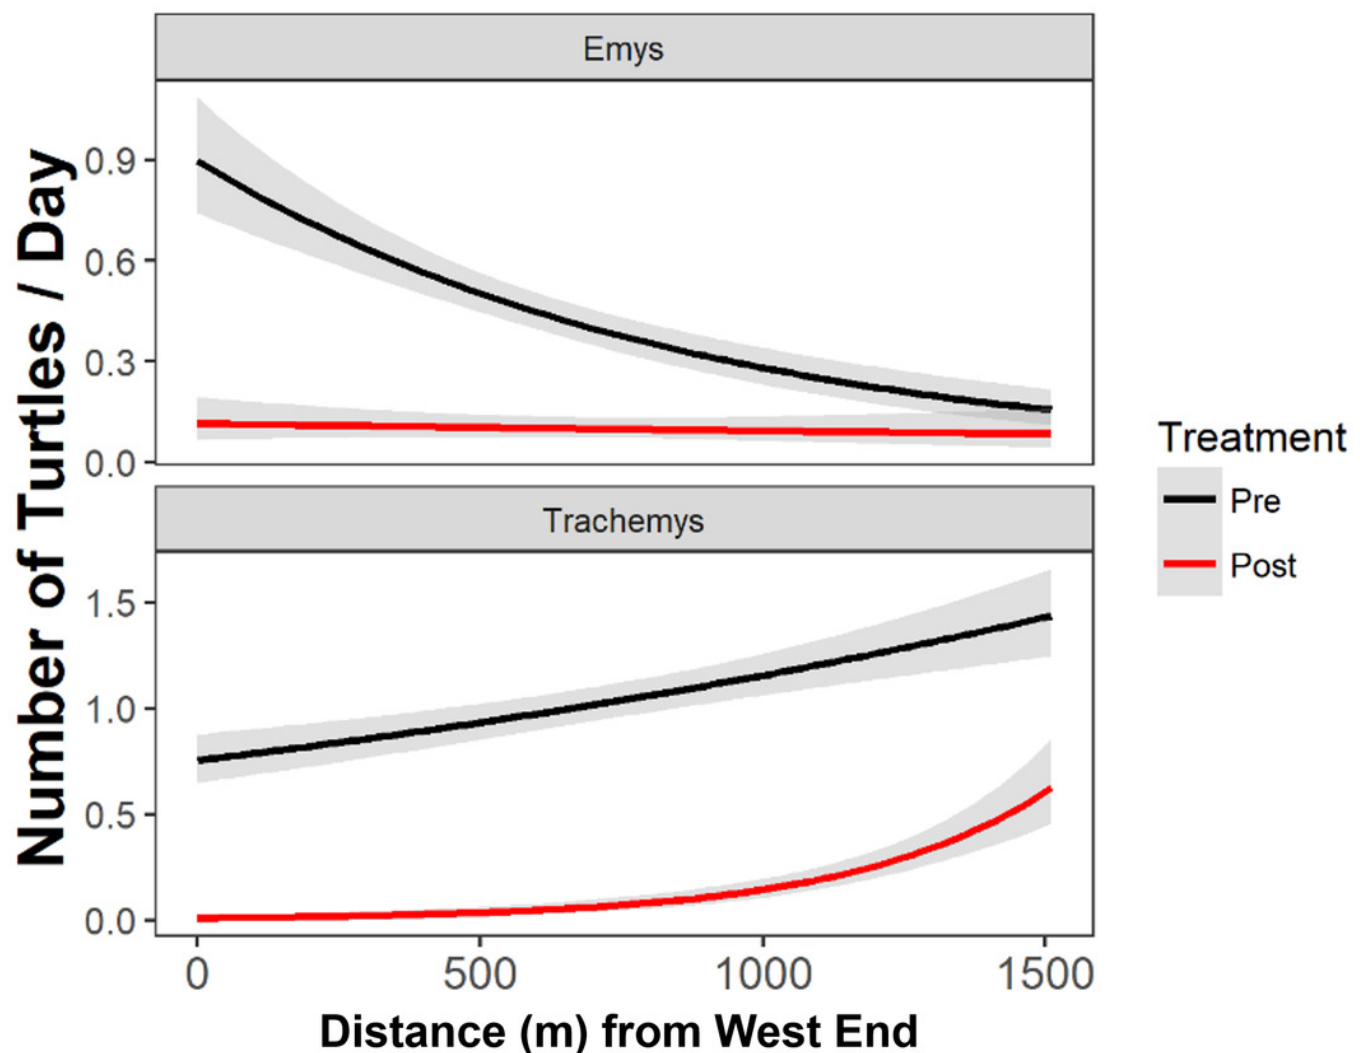 Emys
0.9
0.6
0.3
0.0
Number of Turtles / Day
Trachemys
1.5
1.0
0.5
0.0
0 500 1000 1500
Distance (m) from West End
Treatment
Pre
Post